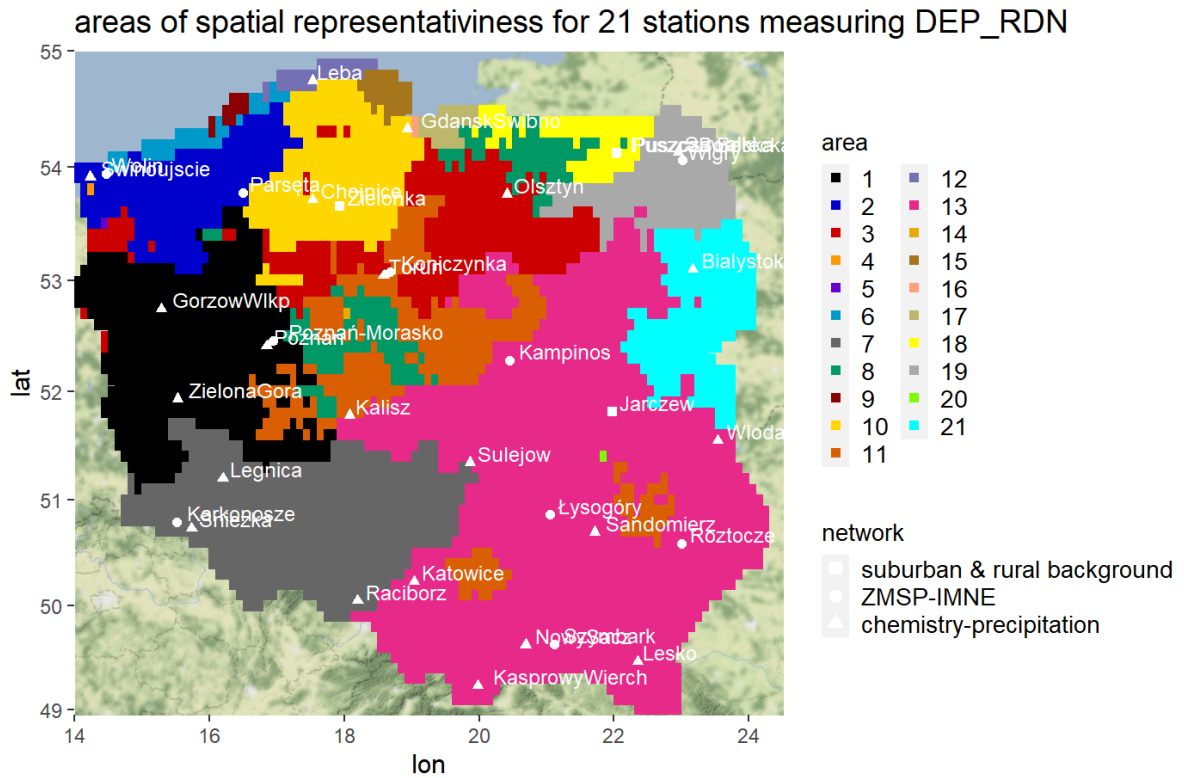 areas of spatial representativiness for 21 stations measuring DEP_RDN
55
54
53
52
51
50
49
lat
14
16
18
20
22
24
lon
Leba
GdanskSwibno
Wigry
Wolin
Swinoujscie
Parsęta
Chojnice
Zielonka
Olsztyn
Koniczynka
Torun
Bialystok
GorzowWlkp
Poznań-Morasko
Poznan
Kampinos
ZielonaGora
Kalisz
Jarczew
Wloda
Sulejow
Legnica
Karkonosze
Sniezka
Łysogóry
Sandomierz
Roztocze
Katowice
Raciborz
NowySacz
Szymbark
Lesko
KasprowyWierch
area
1
2
3
4
5
6
7
8
9
10
11
12
13
14
15
16
17
18
19
20
21
network
suburban & rural background
ZMSP-IMNE
chemistry-precipitation